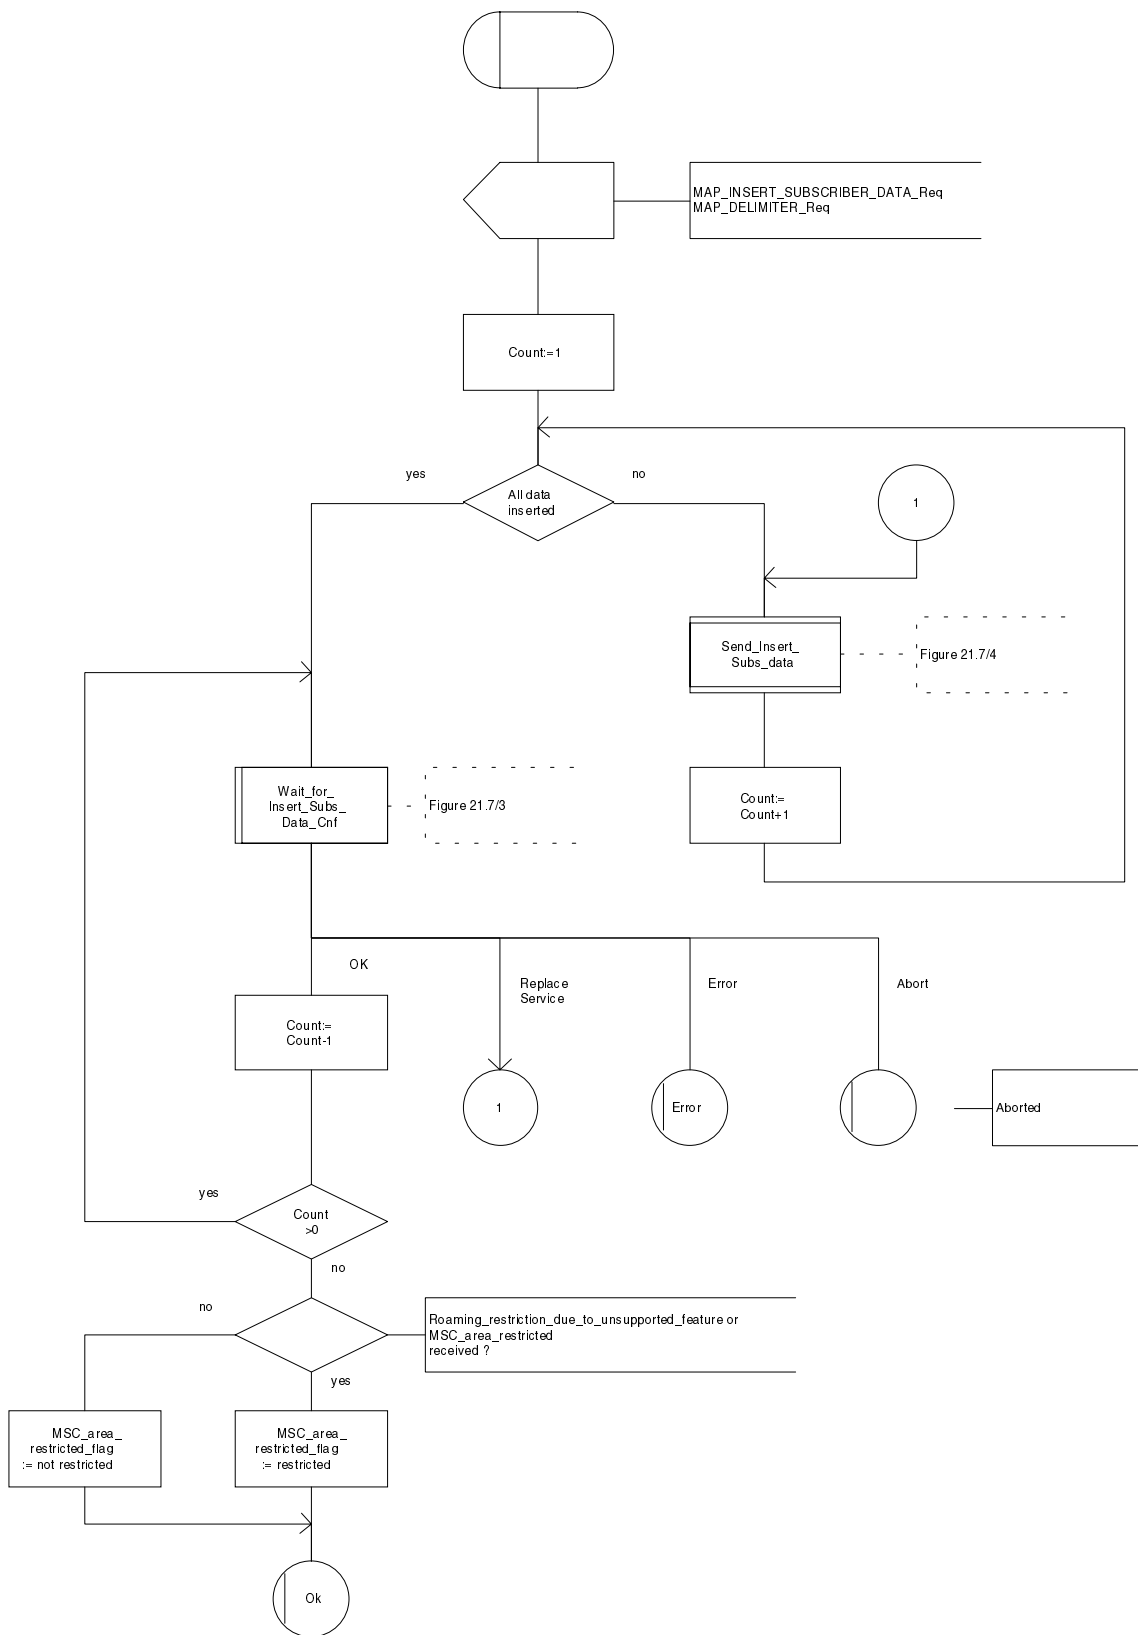 MAP_INSERT_SUBSCRIBER_DATA_Req
MAP_DELIMITER_Req
Count:=1
yes
no
All data
inserted
1
Send_Insert_
Subs_data
Figure 21.7/4
Wait_for_
Insert_Subs_
Data_Cnf
Figure 21.7/3
Count:=
Count+1
OK
Replace
Service
Error
Abort
Count:=
Count-1
1
Error
Aborted
yes
Count
>0
no
no
Roaming_restriction_due_to_unsupported_feature or
MSC_area_restricted
received ?
yes
MSC_area_
restricted_flag
:= not restricted
MSC_area_
restricted_flag
:= restricted
Ok